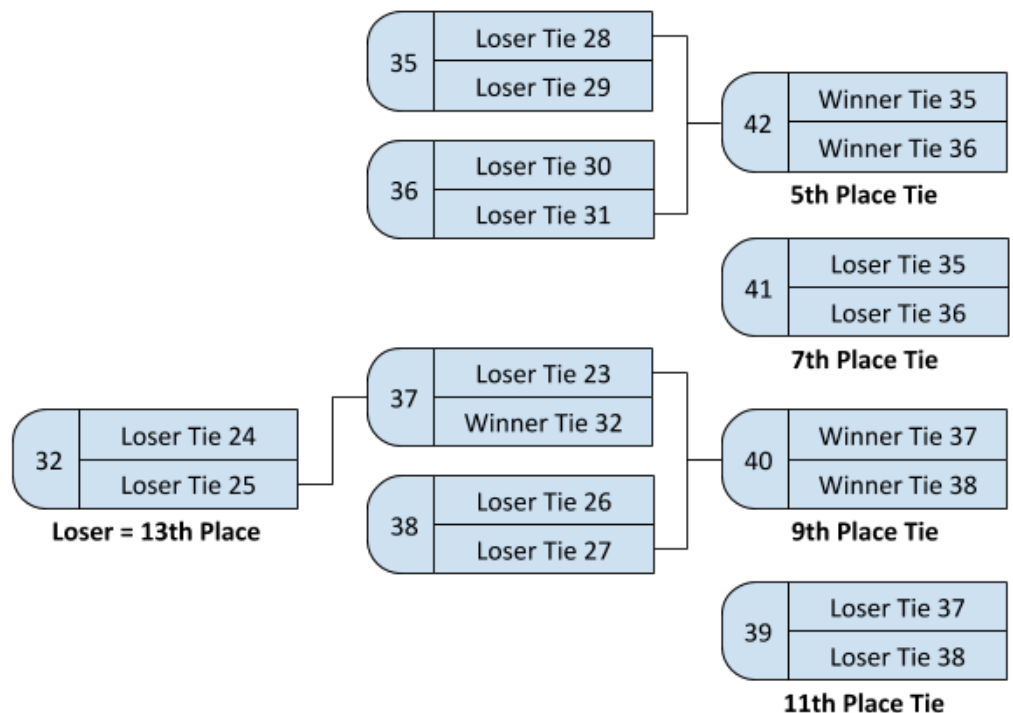 35
Loser Tie 28
Loser Tie 29
42
Winner Tie 35
Winner Tie 36
5th Place Tie
36
Loser Tie 30
Loser Tie 31
41
Loser Tie 35
Loser Tie 36
7th Place Tie
37
Loser Tie 23
Winner Tie 32
32
Loser Tie 24
Loser Tie 25
Loser = 13th Place
40
Winner Tie 37
Winner Tie 38
9th Place Tie
38
Loser Tie 26
Loser Tie 27
39
Loser Tie 37
Loser Tie 38
11th Place Tie